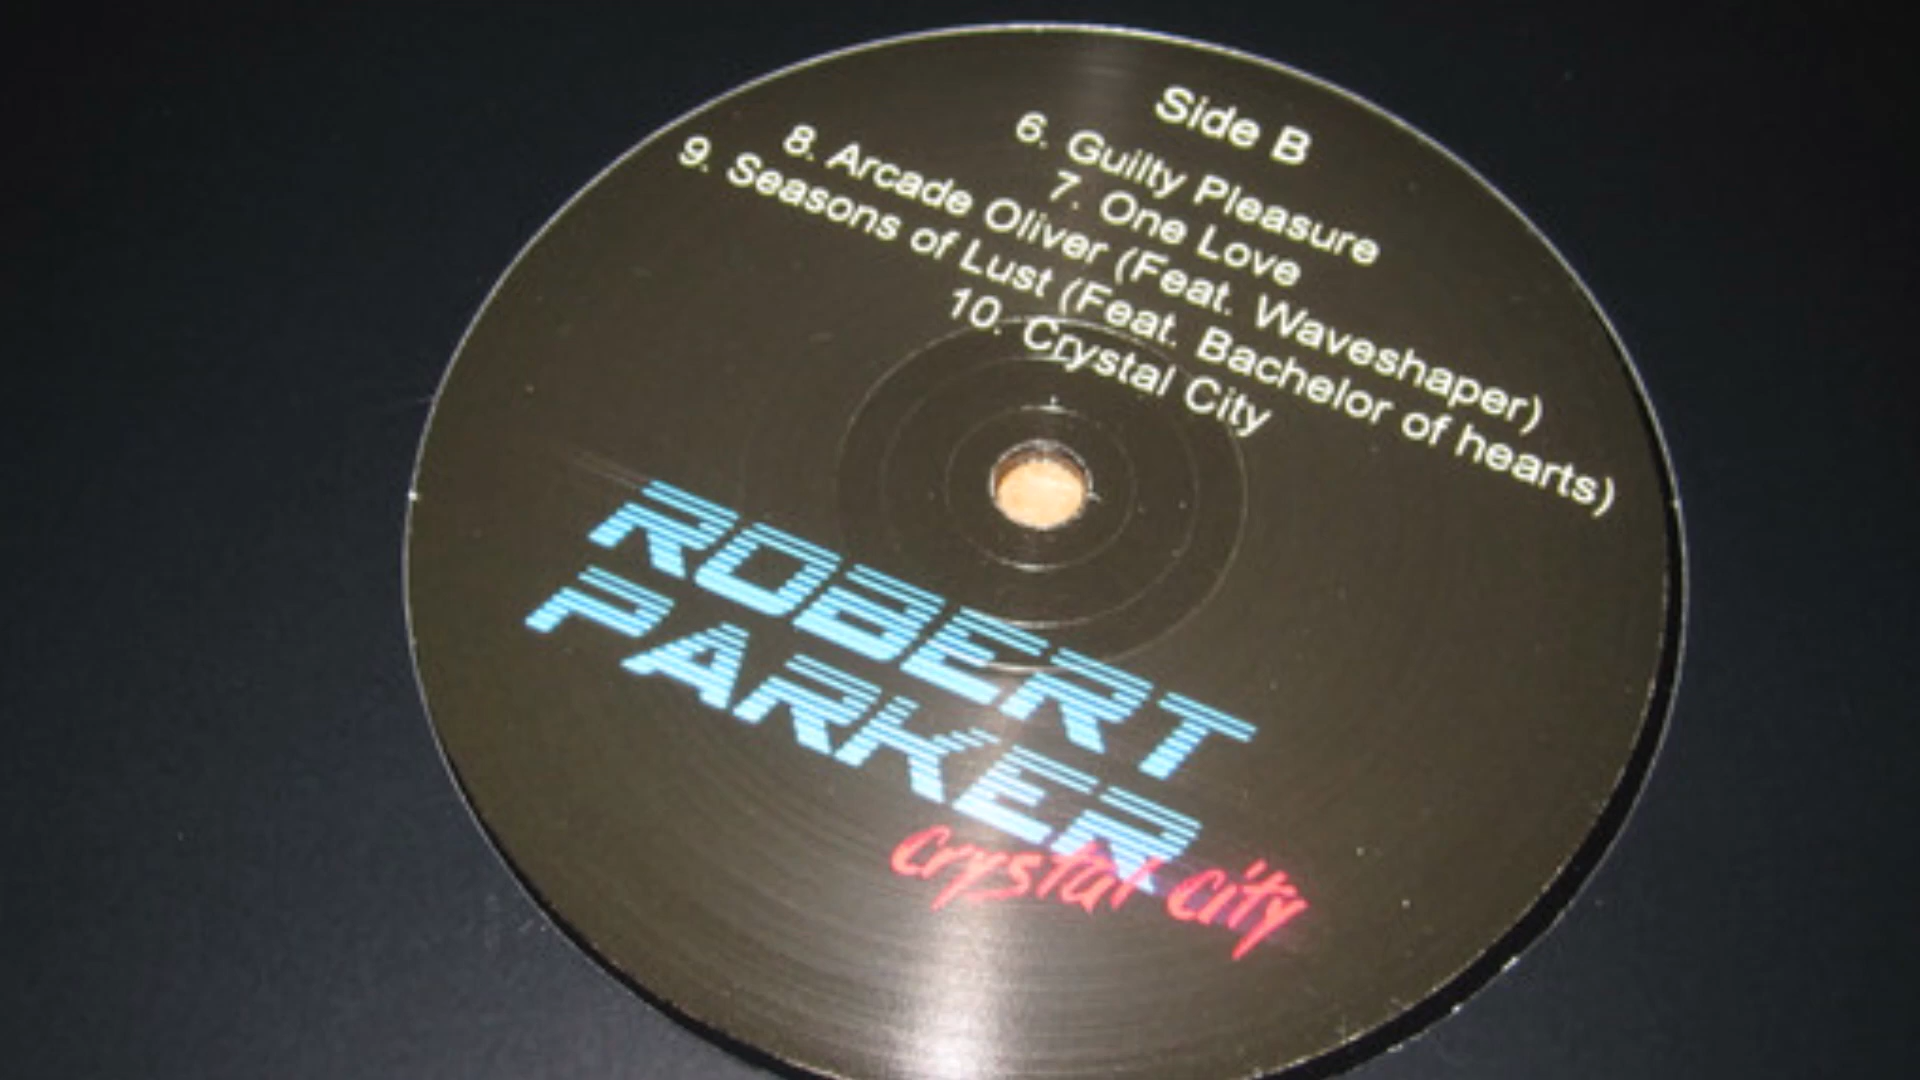 Side B
6. Guilty Pleasure
7. One Love
8. Arcade Oliver (Feat. Waveshaper)
9. Seasons of Lust (Feat. Bachelor of hearts)
10. Crystal City
ROBERT
PARKER
Crystal City